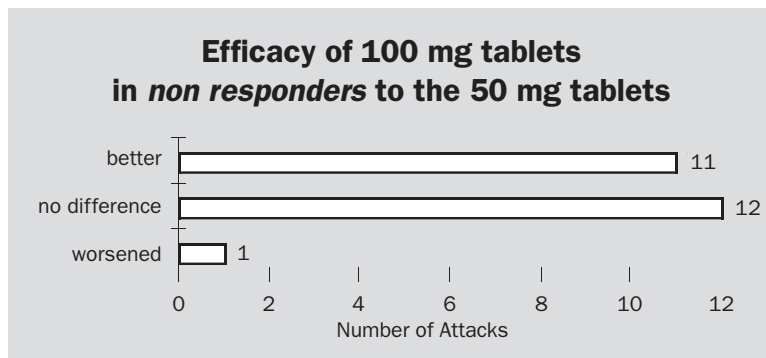 Efficacy of 100 mg tablets
in non responders to the 50 mg tablets
better 11
no difference 12
worsened 1
0 2 4 6 8 10 12
Number of Attacks